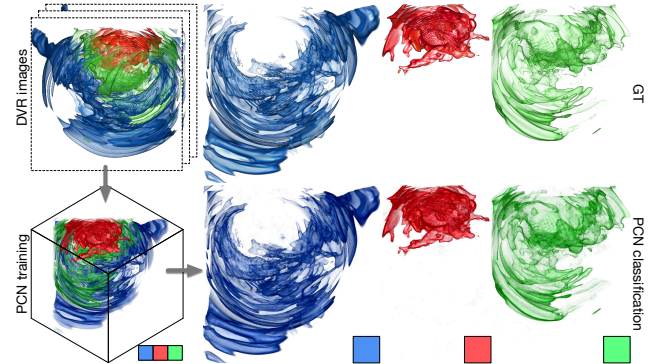 DVR images
GT
PCN training
PCN classification